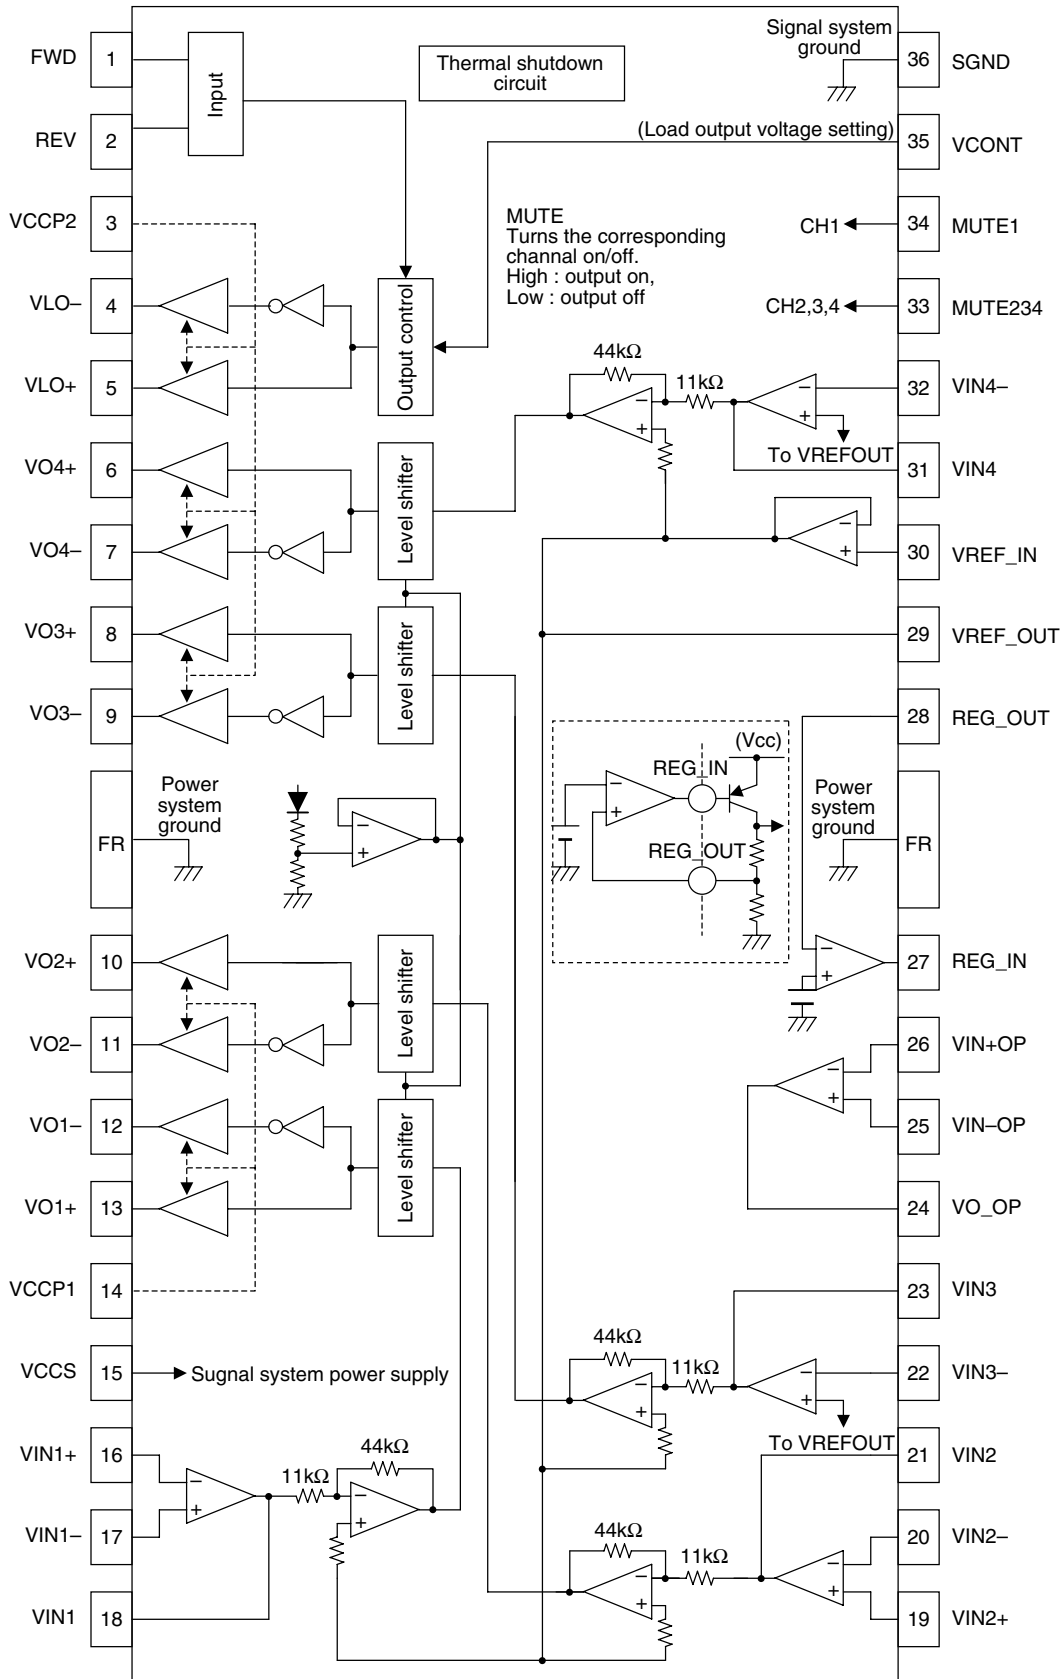 FWD
1
REV
2
VCCP2
3
VLO–
4
VLO+
5
VO4+
6
VO4–
7
VO3+
8
VO3–
9
FR
Power
system
ground
VO2+
10
VO2–
11
VO1–
12
VO1+
13
VCCP1
14
VCCS
15
Sugnal system power supply
VIN1+
16
VIN1–
17
VIN1
18
Input
Thermal shutdown
circuit
Output control
Level shifter
Level shifter
Level shifter
Level shifter
MUTE
Turns the corresponding
channel on/off.
High : output on,
Low : output off
–
+
–
+
11kΩ
44kΩ
–
+
Signal system
ground
36
SGND
(Load output voltage setting)
35
VCONT
CH1
34
MUTE1
CH2,3,4
33
MUTE234
44kΩ
11kΩ
–
+
–
+
To VREFOUT
32
VIN4–
31
VIN4
–
+
30
VREF_IN
29
VREF_OUT
28
REG_OUT
(Vcc)
REG_IN
–
+
REG_OUT
Power
system
ground
FR
–
+
27
REG_IN
–
+
26
VIN+OP
25
VIN–OP
24
VO_OP
23
VIN3
44kΩ
11kΩ
–
+
–
+
To VREFOUT
22
VIN3–
21
VIN2
44kΩ
11kΩ
–
+
–
+
20
VIN2–
19
VIN2+